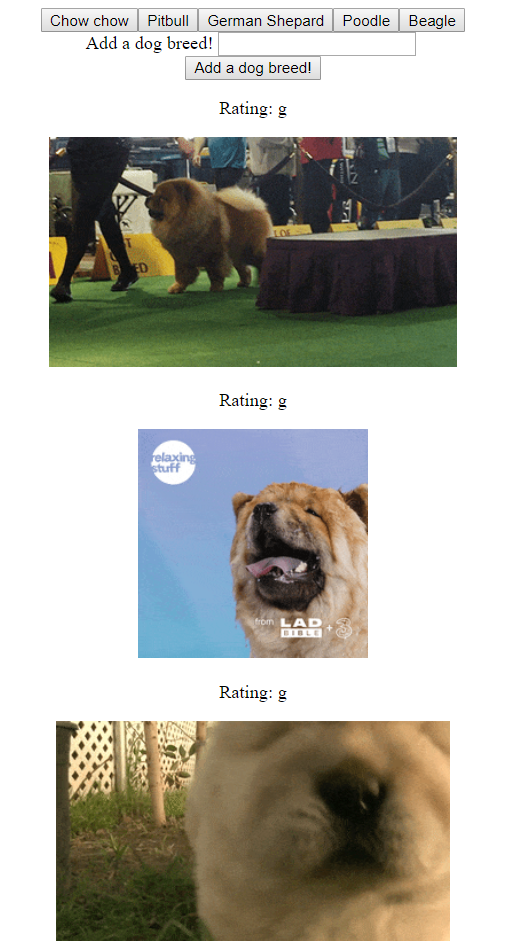 Chow chow Pitbull German Shepard Poodle Beagle
Add a dog breed!
Add a dog breed!
Rating: g
Rating: g
relaxing
stuff
from LAD
BIBLE + 3
Rating: g